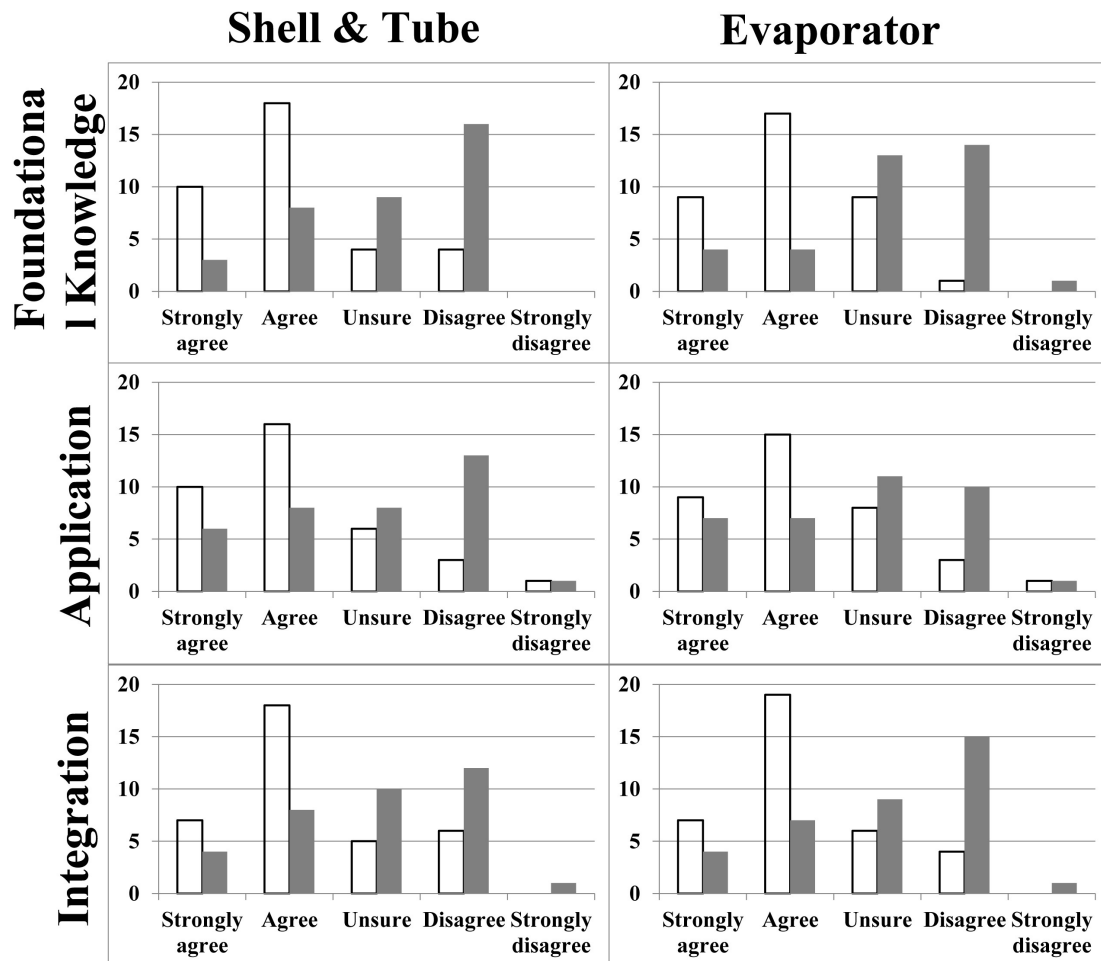 Shell & Tube
Evaporator
Foundationa
l Knowledge
20
15
10
5
0
Strongly agree
Agree
Unsure
Disagree
Strongly disagree
20
15
10
5
0
Strongly agree
Agree
Unsure
Disagree
Strongly disagree
Application
20
15
10
5
0
Strongly agree
Agree
Unsure
Disagree
Strongly disagree
20
15
10
5
0
Strongly agree
Agree
Unsure
Disagree
Strongly disagree
Integration
20
15
10
5
0
Strongly agree
Agree
Unsure
Disagree
Strongly disagree
20
15
10
5
0
Strongly agree
Agree
Unsure
Disagree
Strongly disagree